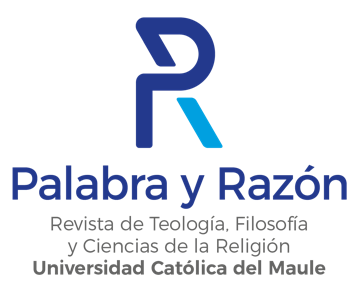 Palabra y Razón
Revista de Teología, Filosofía
y Ciencias de la Religión
Universidad Católica del Maule